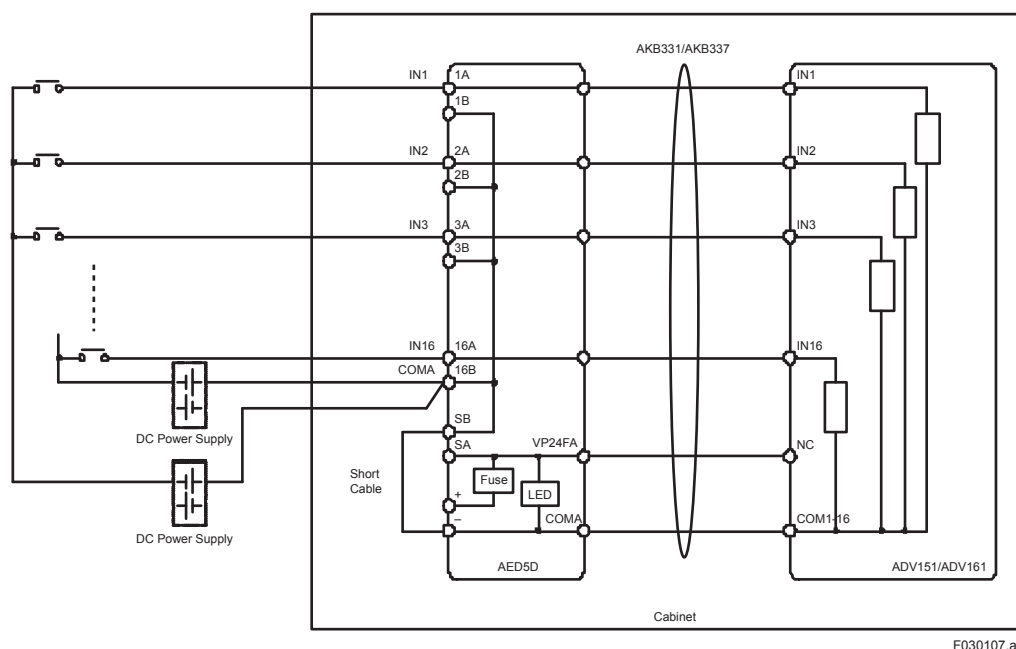 AKB331/AKB337
IN1 1A IN1
1B
IN2 2A IN2
2B
IN3 3A IN3
3B
IN16 16A IN16
COMA 16B
DC Power Supply
SB
SA VP24FA NC
Short
Cable
Fuse
LED
+
–
COMA COM1-16
DC Power Supply
AED5D ADV151/ADV161
Cabinet
F030107.ai